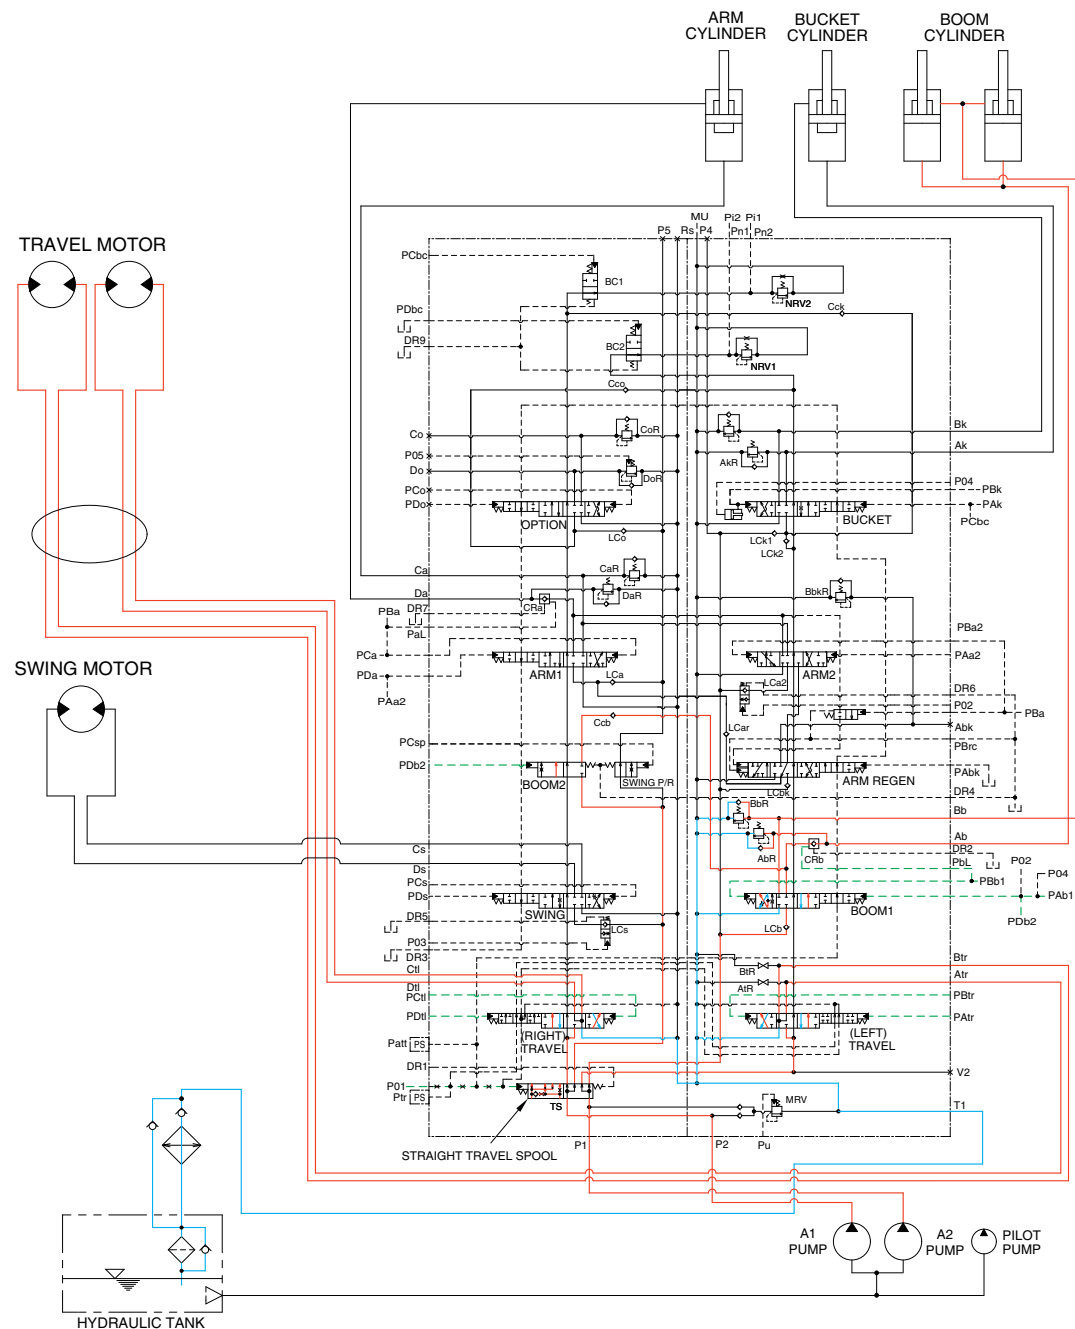 ARM
CYLINDER
BUCKET
CYLINDER
BOOM
CYLINDER
TRAVEL MOTOR
SWING MOTOR
MU
Pi2
Pi1
P5
Rs
P4
Pn1
Pn2
PCbc
BC1
NRV2
Cck
PDbc
DR9
BC2
NRV1
Cco
Co
CoR
Bk
P05
Do
DoR
AkR
Ak
PCo
PDo
OPTION
LCo
P04
PBk
PAk
PCbc
BUCKET
LCk1
LCk2
Ca
CaR
Da
DaR
CRa
BbkR
PBa
DR7
PaL
PCa
PDa
PAa2
ARM1
LCa
PBa2
PAa2
ARM2
LCa2
DR6
P02
PBa
Ccb
LCar
Abk
PCsp
PDb2
BOOM2
SWING P/R
PBrc
PAbk
ARM REGEN
LCbk
DR4
BbR
Bb
AbR
CRb
Ab
DR2
PbL
PBb1
P02
P04
PAb1
PDb2
Cs
Ds
PCs
PDs
SWING
BOOM1
DR5
LCs
LCb
P03
DR3
Ctl
BtR
Btr
AtR
Atr
Dtl
PCtl
PBtr
PDtl
PAtr
(RIGHT)
TRAVEL
(LEFT)
TRAVEL
Patt
PS
DR1
V2
P01
Ptr
PS
TS
MRV
T1
STRAIGHT TRAVEL SPOOL
P1
P2
Pu
A1
PUMP
A2
PUMP
PILOT
PUMP
HYDRAULIC TANK